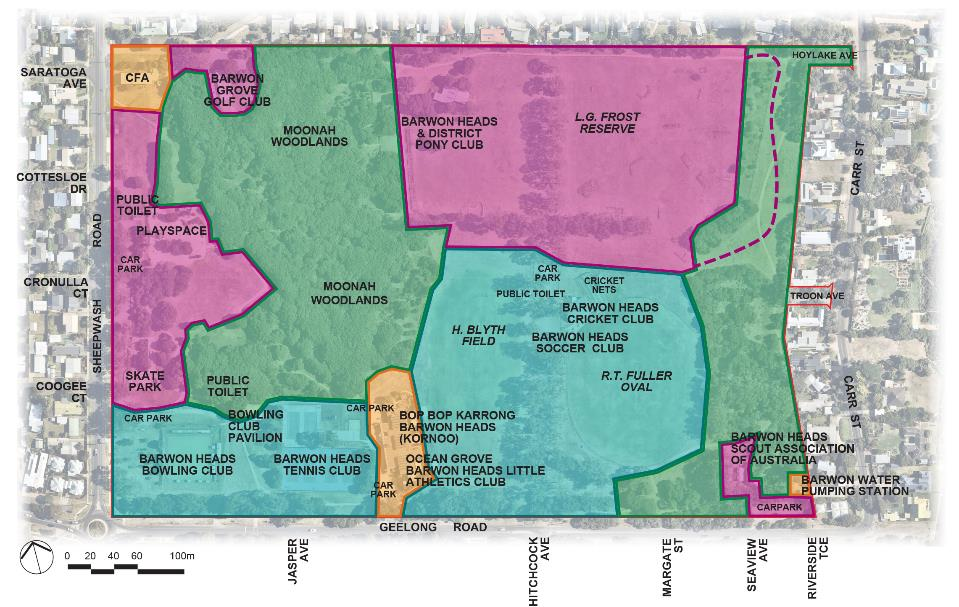 HOYLAKE AVE
SARATOGA
AVE
CFA
BARWON
GROVE
GOLF CLUB
MOONAH
WOODLANDS
BARWON HEADS
& DISTRICT
PONY CLUB
L.G. FROST
RESERVE
CARR ST
COTTESLOE
DR
PUBLIC
TOILET
PLAYSPACE
ROAD
CAR
PARK
CRONULLA
CT
MOONAH
WOODLANDS
CAR
PARK
PUBLIC TOILET
CRICKET
NETS
TROON AVE
BARWON HEADS
CRICKET CLUB
H. BLYTH
FIELD
BARWON HEADS
SOCCER CLUB
SHEEPWASH
R.T. FULLER
OVAL
COOGEE
CT
SKATE
PARK
PUBLIC
TOILET
CARR ST
CAR PARK
CAR PARK
BOWLING
CLUB
PAVILION
BOP BOP KARRONG
BARWON HEADS
(KORNOO)
BARWON HEADS
SCOUT ASSOCIATION
OF AUSTRALIA
BARWON HEADS
BOWLING CLUB
BARWON HEADS
TENNIS CLUB
OCEAN GROVE
BARWON HEADS LITTLE
ATHLETICS CLUB
CAR
PARK
BARWON WATER
PUMPING STATION
CARPARK
GEELONG ROAD
0 20 40 60 100m
JASPER
AVE
HITCHCOCK
AVE
MARGATE
ST
SEAVIEW
AVE
RIVERSIDE
TCE